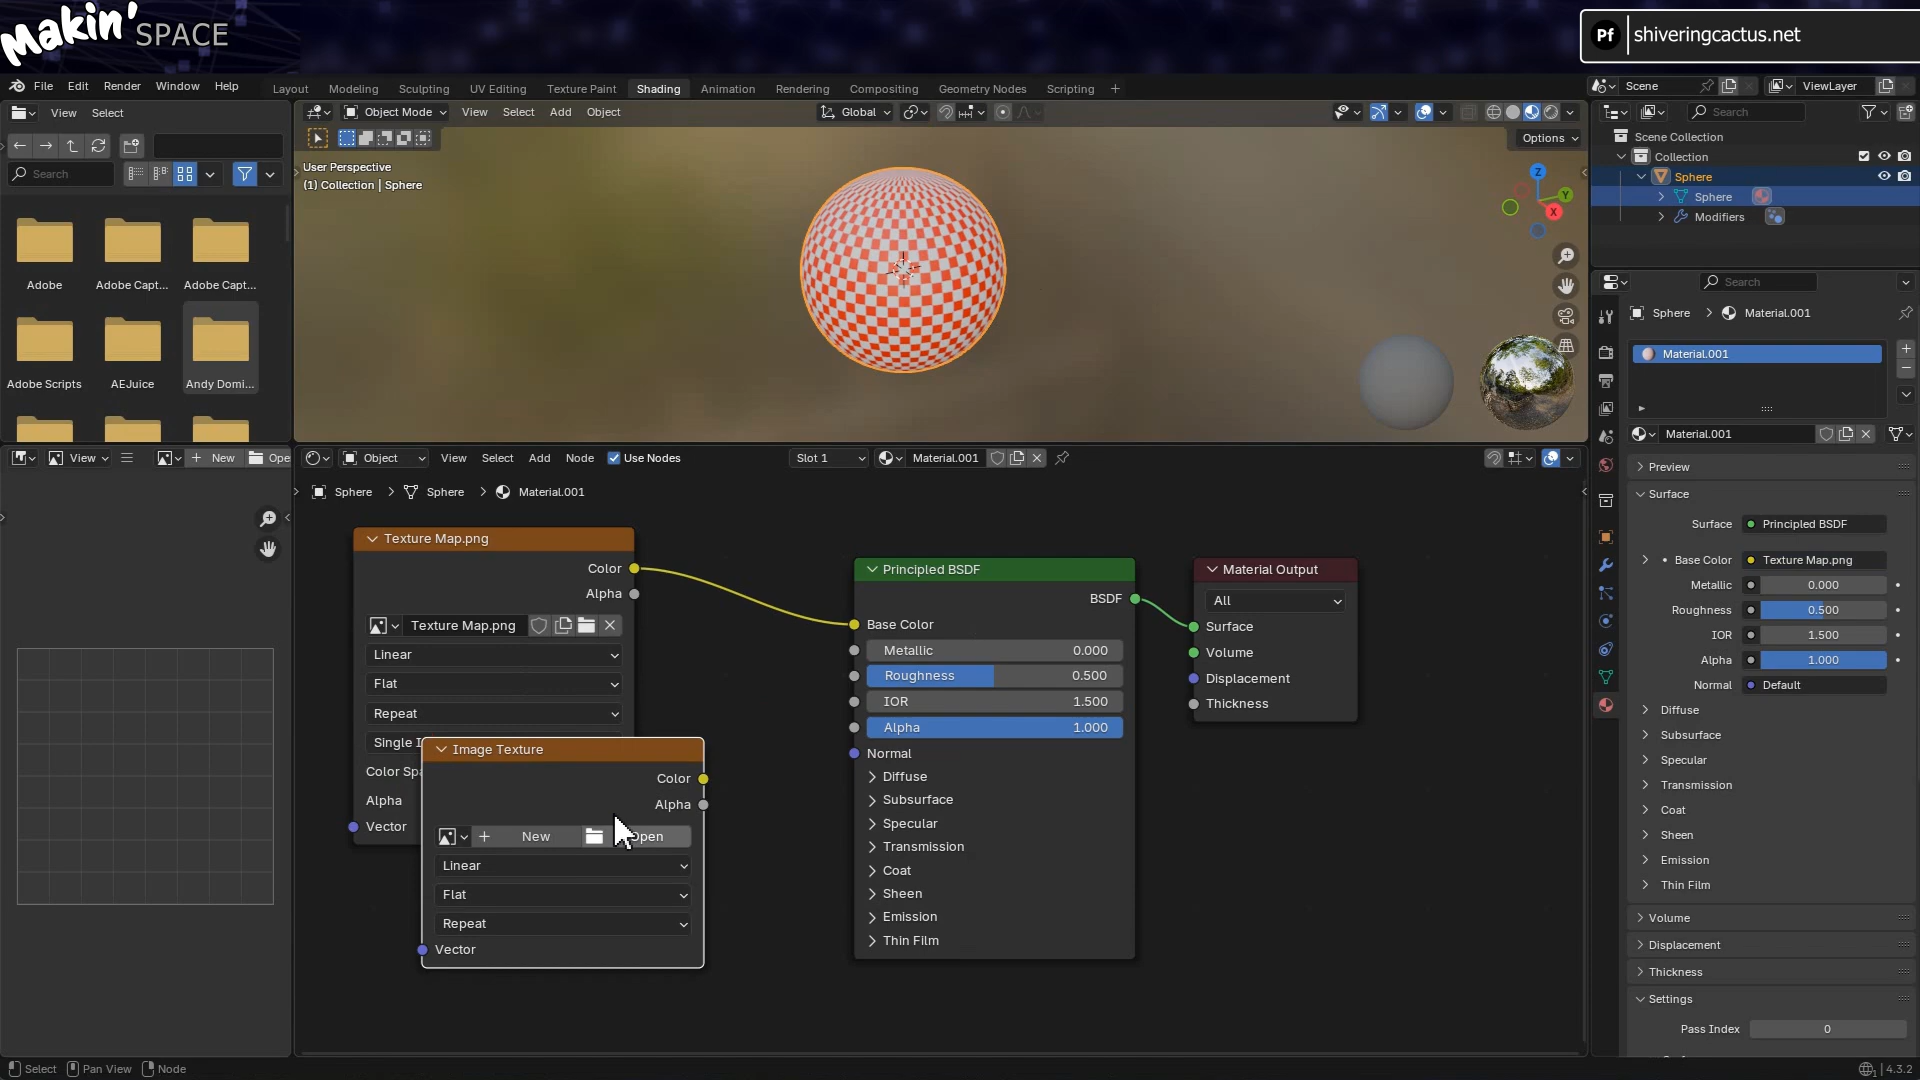 Makin' SPACE
Pf shiveringcactus.net
File Edit Render Window Help
Layout Modeling Sculpting UV Editing Texture Paint Shading Animation Rendering Compositing Geometry Nodes Scripting +
Scene
ViewLayer
View Select
Object Mode View Select Add Object
Global
Search
Options
Search
User Perspective
(1) Collection | Sphere
Z
Y
X
Scene Collection
Collection
Sphere
Sphere
Modifiers
Adobe Adobe Capt... Adobe Capt...
Adobe Scripts AEJuice Andy Domi...
Search
Sphere > Material.001
Material.001
Material.001
View New Ope
Object View Select Add Node Use Nodes Slot 1 Material.001
Sphere > Sphere > Material.001
Texture Map.png
Color
Alpha
Texture Map.png
Linear
Flat
Repeat
Single I
Color Spa
Alpha
Vector
Image Texture
Color
Alpha
New
Open
Linear
Flat
Repeat
Vector
Principled BSDF
BSDF
Base Color
Metallic 0.000
Roughness 0.500
IOR 1.500
Alpha 1.000
Normal
Diffuse
Subsurface
Specular
Transmission
Coat
Sheen
Emission
Thin Film
Material Output
All
Surface
Volume
Displacement
Thickness
Preview
Surface
Surface Principled BSDF
Base Color Texture Map.png
Metallic 0.000
Roughness 0.500
IOR 1.500
Alpha 1.000
Normal Default
Diffuse
Subsurface
Specular
Transmission
Coat
Sheen
Emission
Thin Film
Volume
Displacement
Thickness
Settings
Pass Index 0
Select Pan View Node
4.3.2